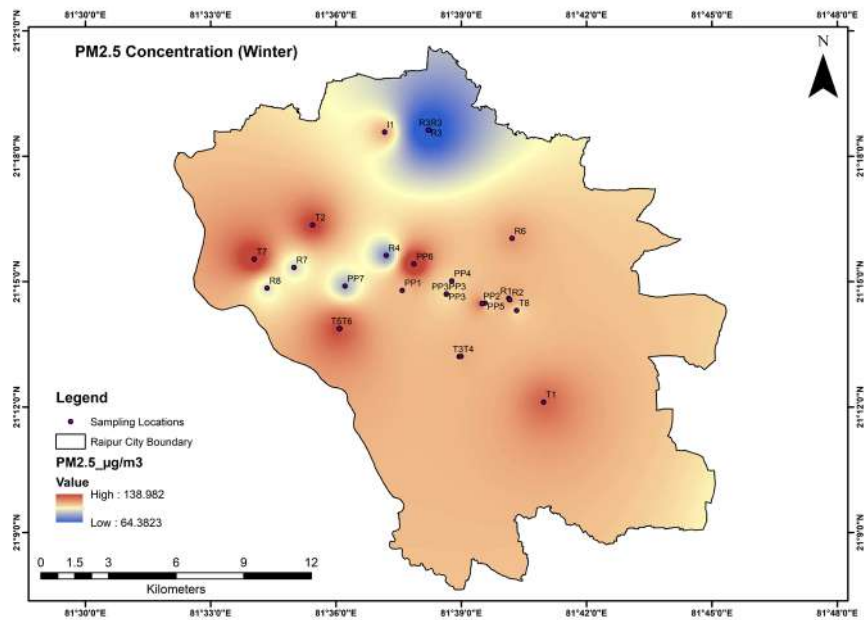 81°30'0"E 81°33'0"E 81°36'0"E 81°39'0"E 81°42'0"E 81°45'0"E 81°48'0"E
21°21'0"N 21°21'0"N
PM2.5 Concentration (Winter)
N
I1
R3R3
R3
21°18'0"N 21°18'0"N
T2
R6
T7
R7
R4
PP6
R8
PP7
PP1
PP4
21°15'0"N 21°15'0"N
PP3PP3
PP3
PP2
PP5
R1
R2
T8
T5T6
T3T4
T1
21°12'0"N 21°12'0"N
Legend
Sampling Locations
Raipur City Boundary
PM2.5_µg/m3
Value
High : 138.982
Low : 64.3823
21°9'0"N 21°9'0"N
0 1.5 3 6 9 12
Kilometers
81°30'0"E 81°33'0"E 81°36'0"E 81°39'0"E 81°42'0"E 81°45'0"E 81°48'0"E